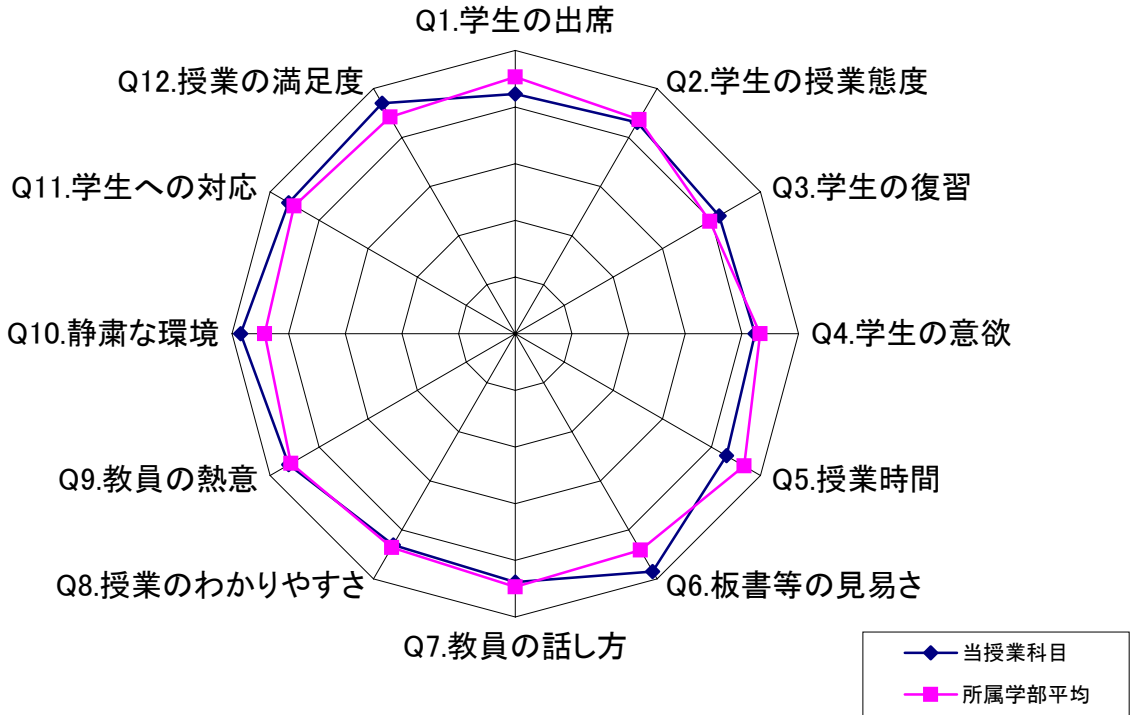 Q1.学生の出席
Q2.学生の授業態度
Q3.学生の復習
Q4.学生の意欲
Q5.授業時間
Q6.板書等の見易さ
Q7.教員の話し方
Q8.授業のわかりやすさ
Q9.教員の熱意
Q10.静粛な環境
Q11.学生への対応
Q12.授業の満足度
当授業科目
所属学部平均